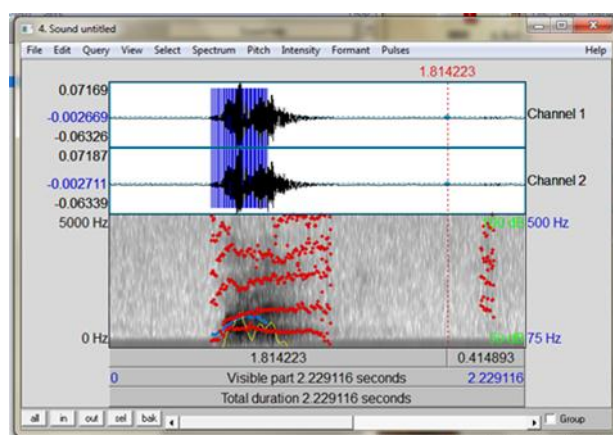 4. Sound untitled
File Edit Query View Select Spectrum Pitch Intensity Formant Pulses Help
1.814223
0.07169
-0.002669 Channel 1
-0.06326
0.07187
-0.002711 Channel 2
-0.06339
5000 Hz 500 Hz
0 Hz 75 Hz
1.814223 0.414893
0 Visible part 2.229116 seconds 2.229116
Total duration 2.229116 seconds
all in out sel bak Group